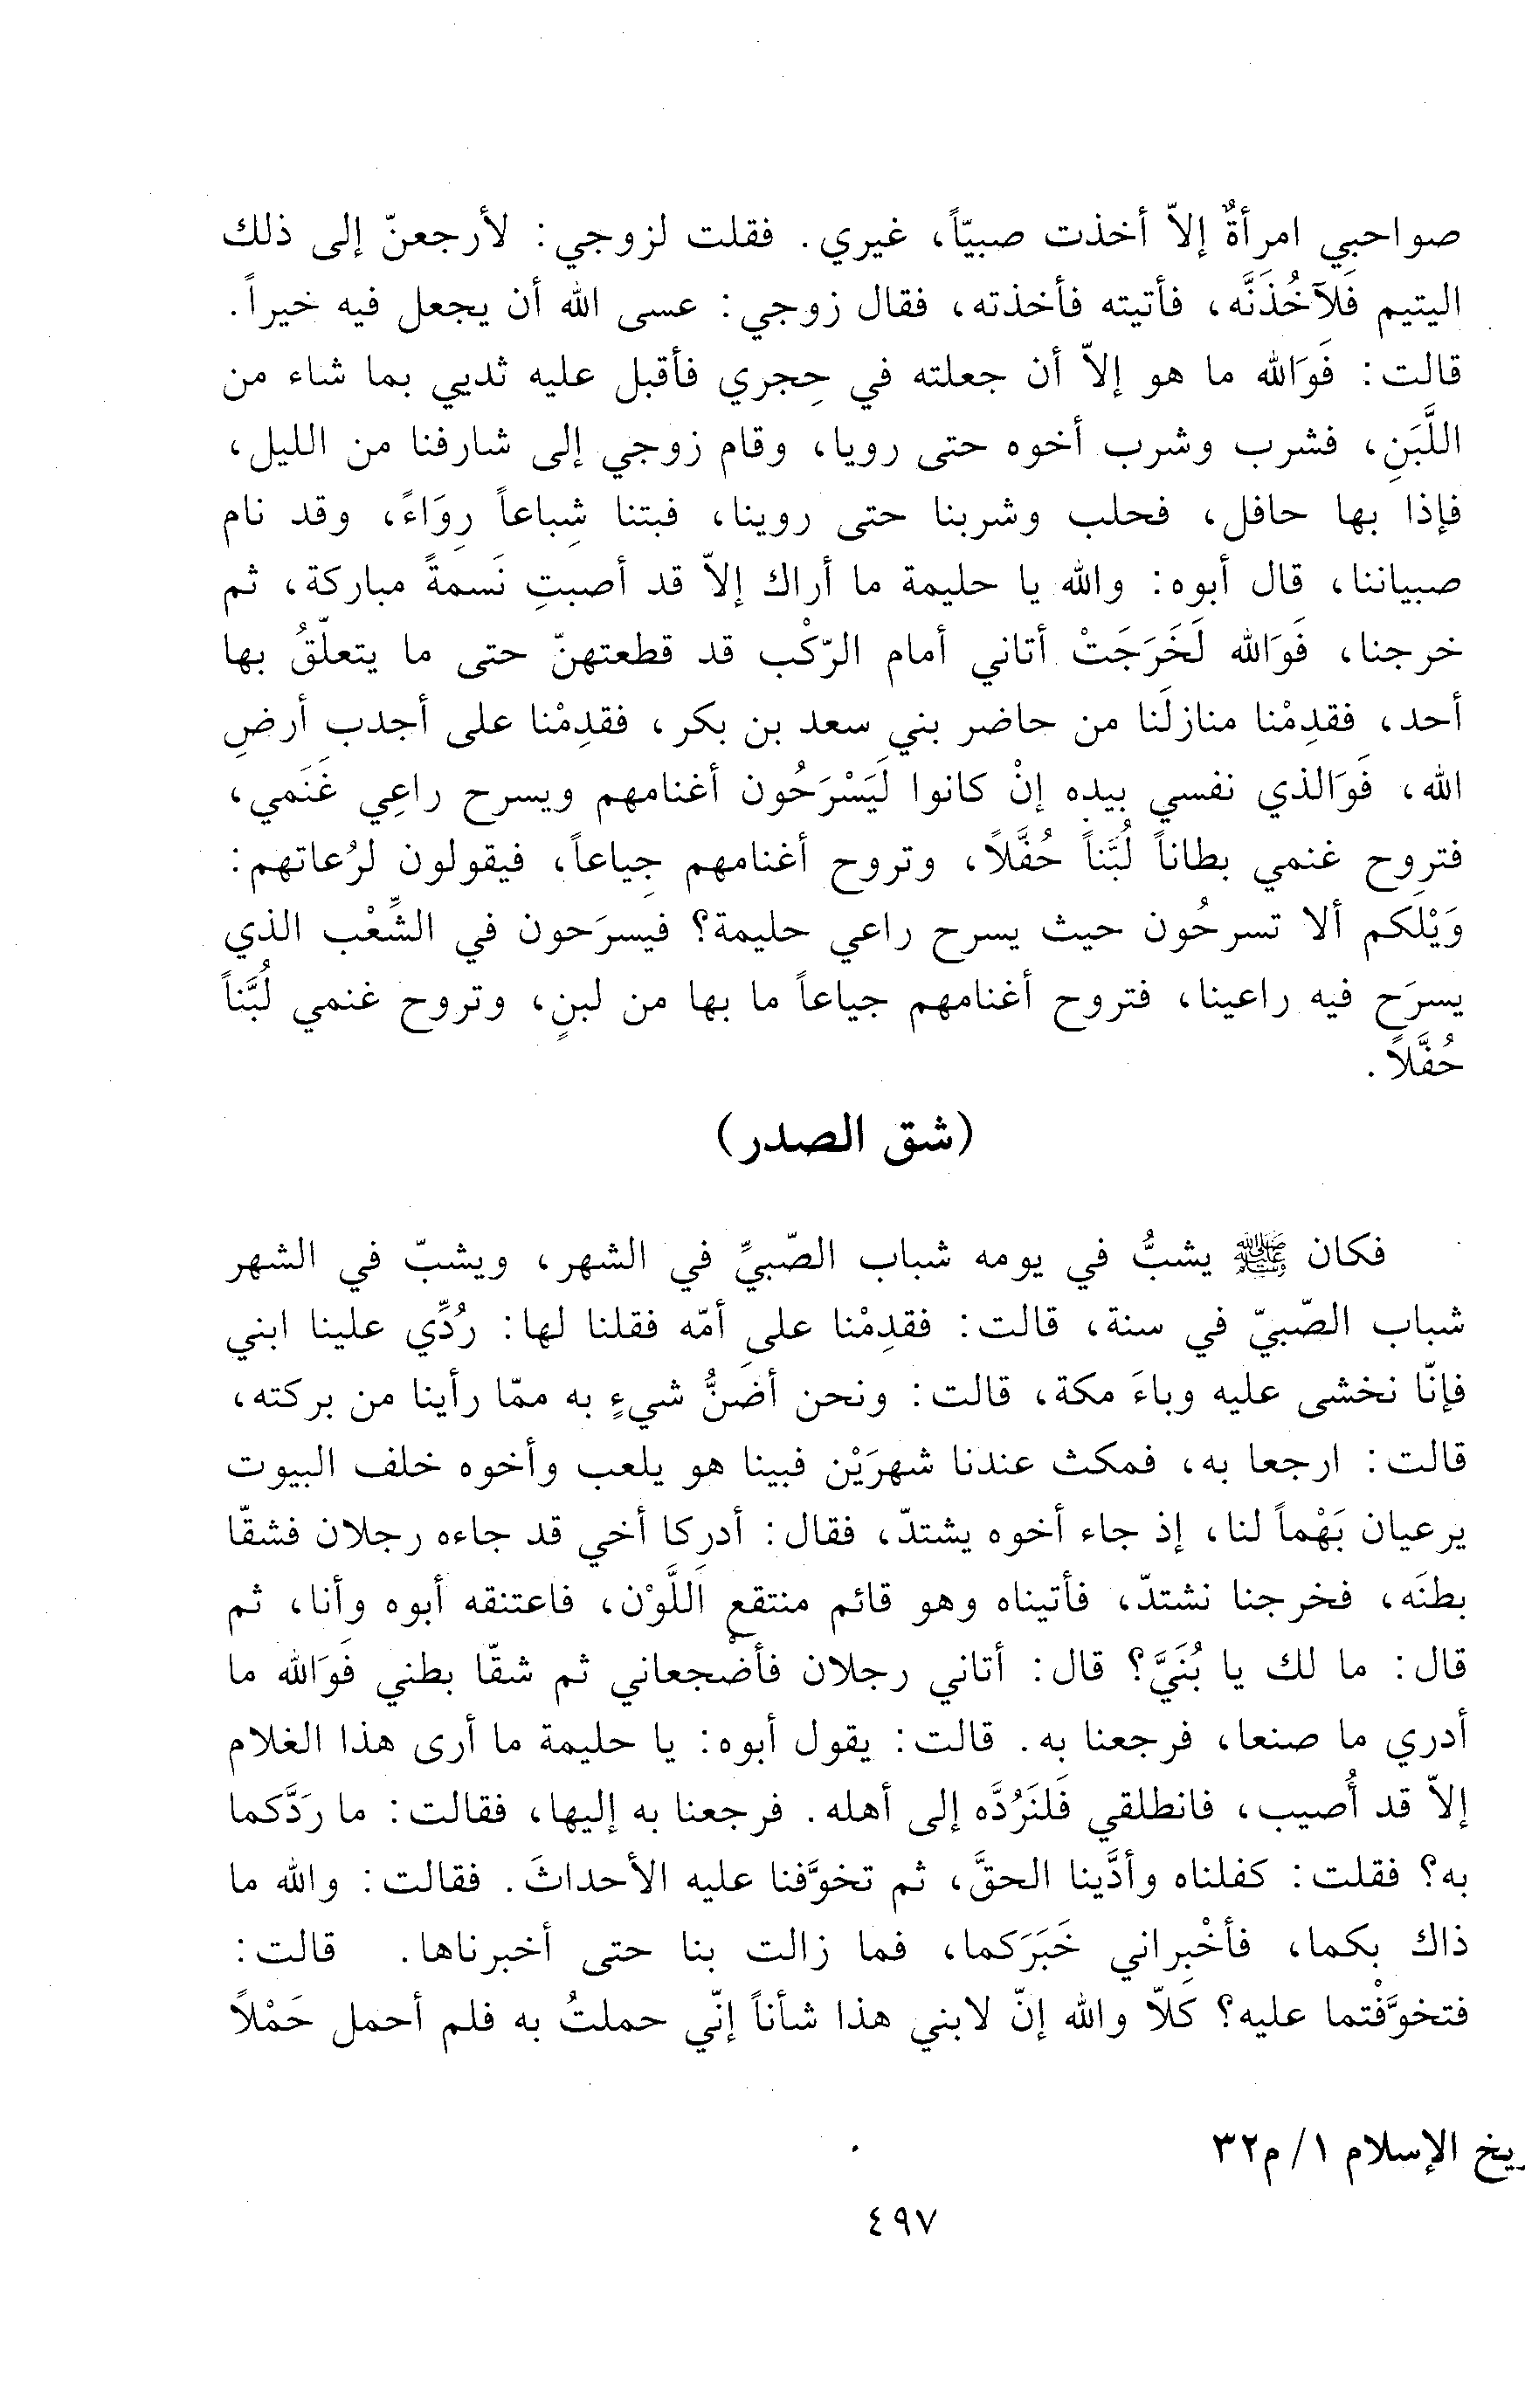 صواحبي امرأةٌ إلاّ أخذت صبيّاً، غيري. فقلت لزوجي: لأرجعنّ إلى ذلك
اليتيم فَلآخُذَنَّه، فأتيته فأخذته، فقال زوجي: عسى الله أن يجعل فيه خيراً.
قالت: فَوَالله ما هو إلاّ أن جعلته في حِجري فأقبل عليه ثديي بما شاء من
اللَّبَنِ، فشرب وشرب أخوه حتى رويا، وقام زوجي إلى شارفنا من الليل،
فإذا بها حافل، فحلب وشربنا حتى روينا، فبتنا شِباعاً رِوَاءً، وقد نام
صبياننا، قال أبوه: والله يا حليمة ما أراك إلاّ قد أصبتِ نَسمةً مباركة، ثم
خرجنا، فَوَالله لَخَرَجَتْ أتاني أمام الرّكْب قد قطعتهنّ حتى ما يتعلّقُ بها
أحد، فقدِمْنا منازلَنا من حاضر بني سعد بن بكر، فقدِمْنا على أجدب أرضِ
الله، فَوَالذي نفسي بيده إنْ كانوا لَيَسْرَحُون أغنامهم ويسرح راعِي غَنَمي،
فتروح غنمي بطاناً لُبَّناً حُفَّلاً، وتروح أغنامهم جِياعاً، فيقولون لرُعاتهم:
وَيْلَكم ألا تسرحُون حيث يسرح راعي حليمة؟ فيسرَحون في الشِّعْب الذي
يسرَح فيه راعينا، فتروح أغنامهم جياعاً ما بها من لبنٍ، وتروح غنمي لُبَّناً
حُفَّلاً.
(شق الصدر)
فكان ﷺ يشبُّ في يومه شباب الصّبيِّ في الشهر، ويشبّ في الشهر
شباب الصّبيّ في سنة، قالت: فقدِمْنا على أمّه فقلنا لها: رُدِّي علينا ابني
فإنّا نخشى عليه وباءَ مكة، قالت: ونحن أضَنُّ شيءٍ به ممّا رأينا من بركته،
قالت: ارجعا به، فمكث عندنا شهرَيْن فبينا هو يلعب وأخوه خلف البيوت
يرعيان بَهْماً لنا، إذ جاء أخوه يشتدّ، فقال: أدرِكا أخي قد جاءه رجلان فشقّا
بطنَه، فخرجنا نشتدّ، فأتيناه وهو قائم منتقع اللَّوْن، فاعتنقه أبوه وأنا، ثم
قال: ما لك يا بُنَيَّ؟ قال: أتاني رجلان فأضْجعاني ثم شقّا بطني فَوَالله ما
أدري ما صنعا، فرجعنا به. قالت: يقول أبوه: يا حليمة ما أرى هذا الغلام
إلاّ قد أُصيب، فانطلقي فَلنَرُدَّه إلى أهله. فرجعنا به إليها، فقالت: ما رَدَّكما
به؟ فقلت: كفلناه وأدَّينا الحقَّ، ثم تخوَّفنا عليه الأحداثَ. فقالت: والله ما
ذاك بكما، فأخْبِراني خَبَرَكما، فما زالت بنا حتى أخبرناها. قالت:
فتخوَّفْتما عليه؟ كَلاّ والله إنّ لابني هذا شأناً إنّي حملتُ به فلم أحمل حَمْلاً
ريخ الإسلام ١/م٣٢
٤٩٧